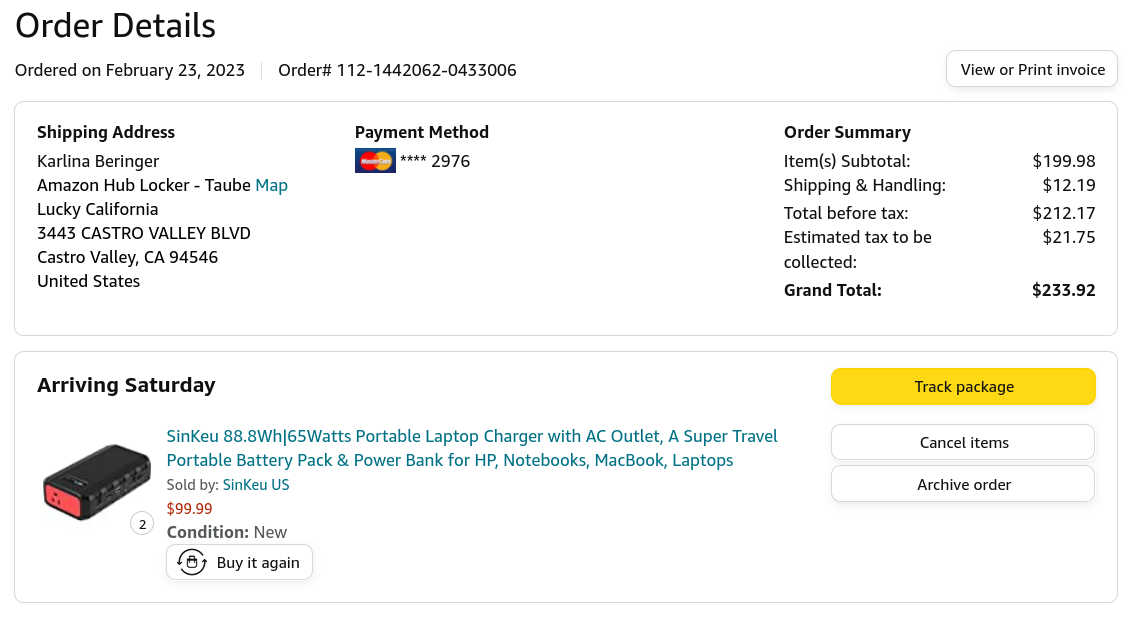 Order Details
Ordered on February 23, 2023 Order# 112-1442062-0433006
View or Print invoice
Shipping Address
Karlina Beringer
Amazon Hub Locker - Taube Map
Lucky California
3443 CASTRO VALLEY BLVD
Castro Valley, CA 94546
United States
Payment Method
MasterCard **** 2976
Order Summary
Item(s) Subtotal: $199.98
Shipping & Handling: $12.19
Total before tax: $212.17
Estimated tax to be $21.75
collected:
Grand Total: $233.92
Arriving Saturday
SinKeu 88.8Wh|65Watts Portable Laptop Charger with AC Outlet, A Super Travel
Portable Battery Pack & Power Bank for HP, Notebooks, MacBook, Laptops
Sold by: SinKeu US
$99.99
2
Condition: New
Buy it again
Track package
Cancel items
Archive order